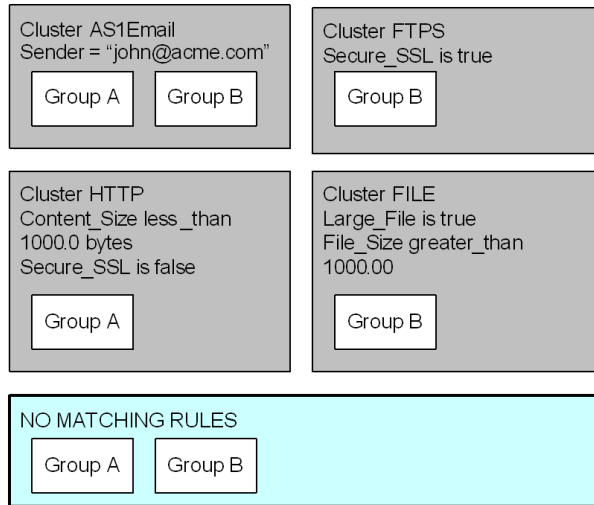 Cluster AS1Email
Sender = “john@acme.com”
Group A
Group B
Cluster FTPS
Secure_SSL is true
Group B
Cluster HTTP
Content_Size less_than
1000.0 bytes
Secure_SSL is false
Group A
Cluster FILE
Large_File is true
File_Size greater_than
1000.00
Group B
NO MATCHING RULES
Group A
Group B